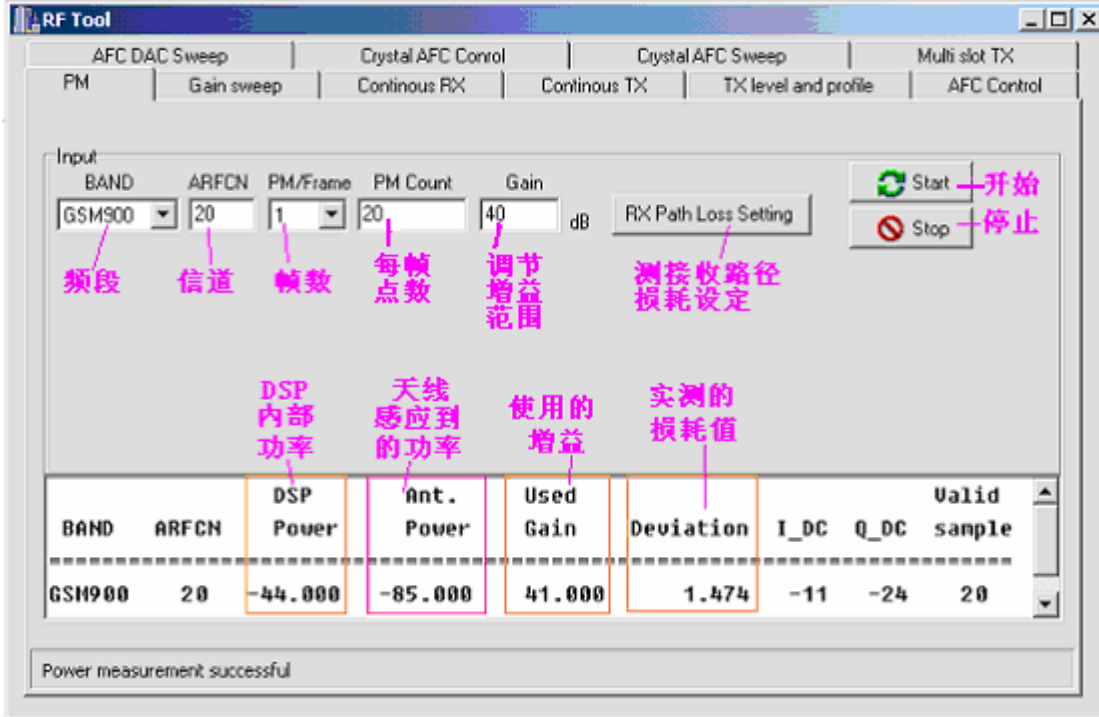 RF Tool
AFC DAC Sweep Crystal AFC Conrol Crystal AFC Sweep Multi slot TX
PM Gain sweep Continous RX Continous TX TX level and profile AFC Control
Input
BAND ARFCN PM/Frame PM Count Gain
GSM900 20 1 20 40 dB RX Path Loss Setting
Start 开始
Stop 停止
频段 信道 帧数
每帧
点数
调节
增益
范围
测接收路径
损耗设定
DSP
内部
功率
天线
感应到
的功率
使用的
增益
实测的
损耗值
DSP Ant. Used Valid
BAND ARFCN Power Power Gain Deviation I_DC Q_DC sample
================================================
GSM900 20 -44.000 -85.000 41.000 1.474 -11 -24 20
Power measurement successful